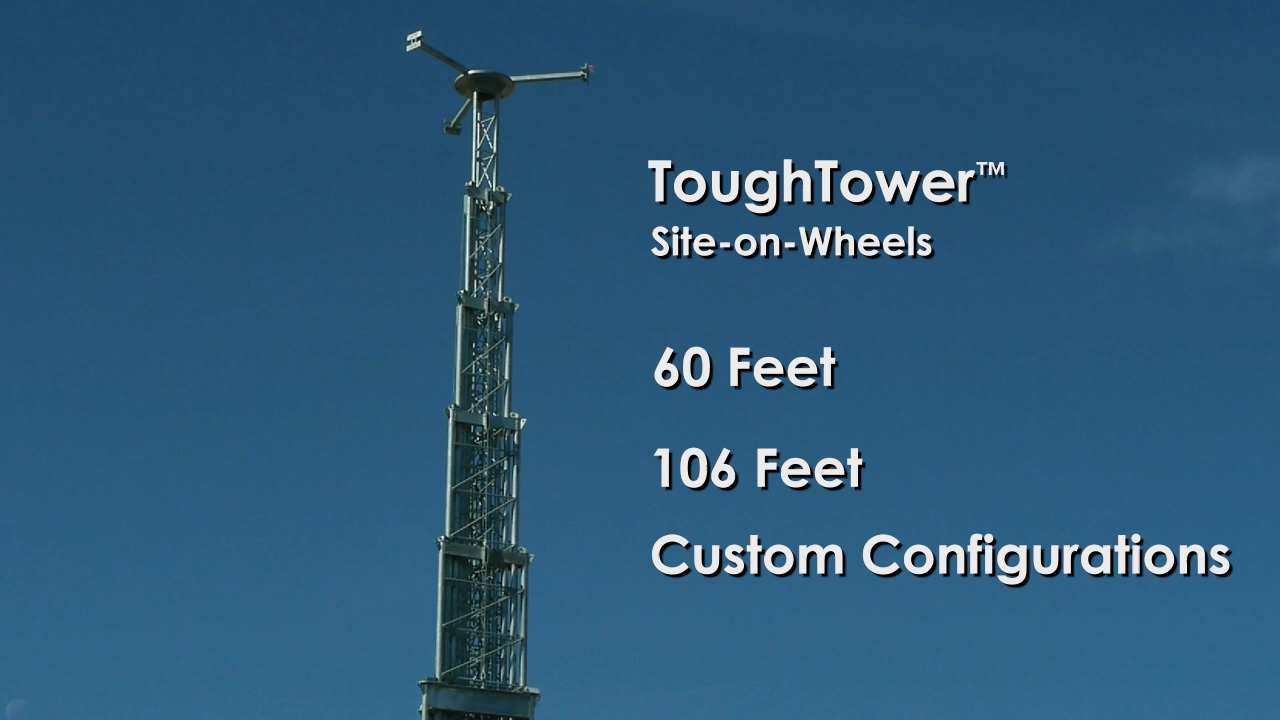 ToughTower™
Site-on-Wheels
60 Feet
106 Feet
Custom Configurations